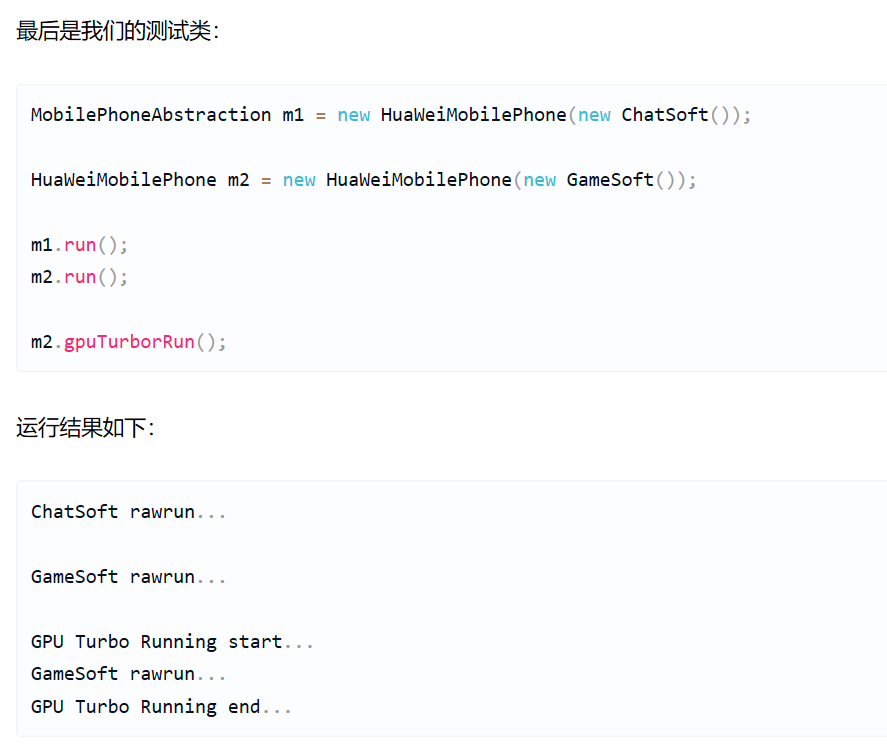 最后是我们的测试类：
MobilePhoneAbstraction m1 = new HuaWeiMobilePhone(new ChatSoft());
HuaWeiMobilePhone m2 = new HuaWeiMobilePhone(new GameSoft());
m1.run();
m2.run();
m2.gpuTurborRun();
运行结果如下：
ChatSoft rawrun...
GameSoft rawrun...
GPU Turbo Running start...
GameSoft rawrun...
GPU Turbo Running end...